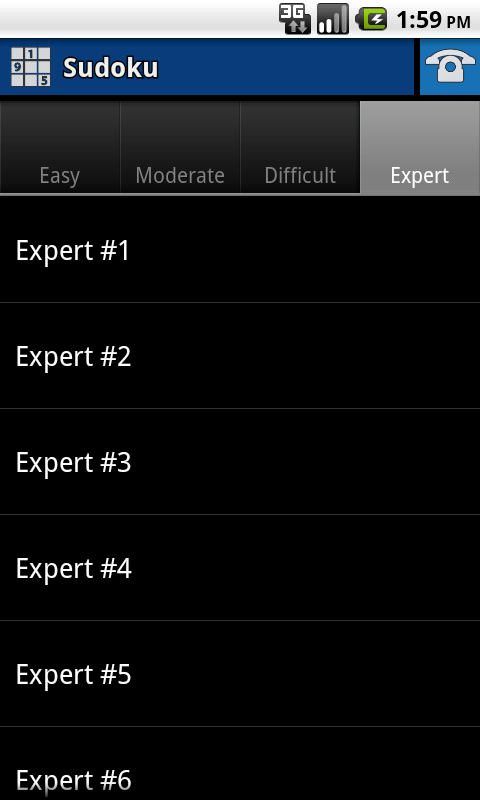 3G 1:59 PM
1
9
5
Sudoku
Easy Moderate Difficult Expert
Expert #1
Expert #2
Expert #3
Expert #4
Expert #5
Expert #6